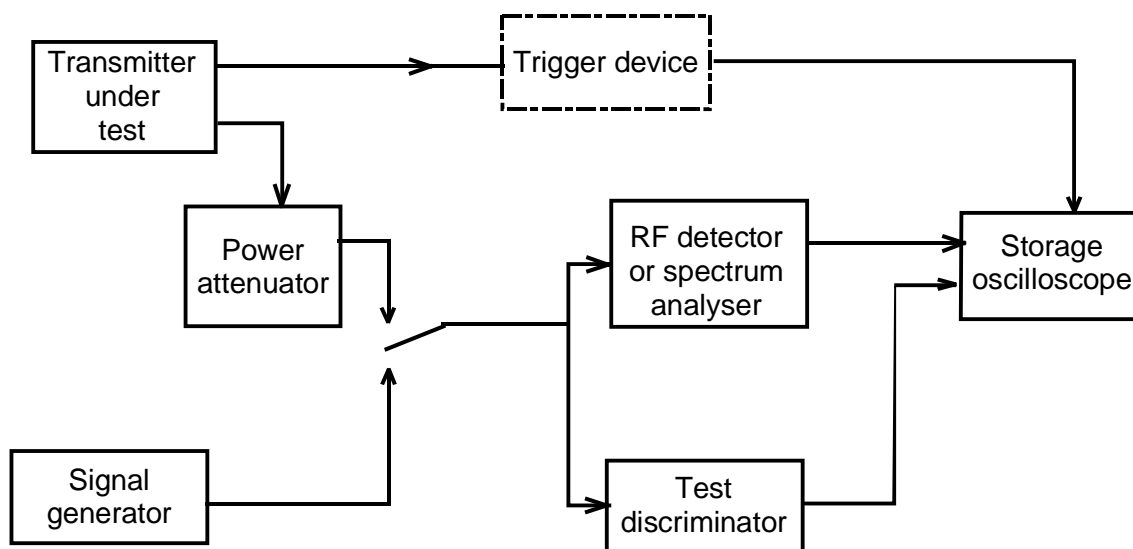 Transmitter
under
test
Trigger device
Power
attenuator
RF detector
or spectrum
analyser
Storage
oscilloscope
Signal
generator
Test
discriminator